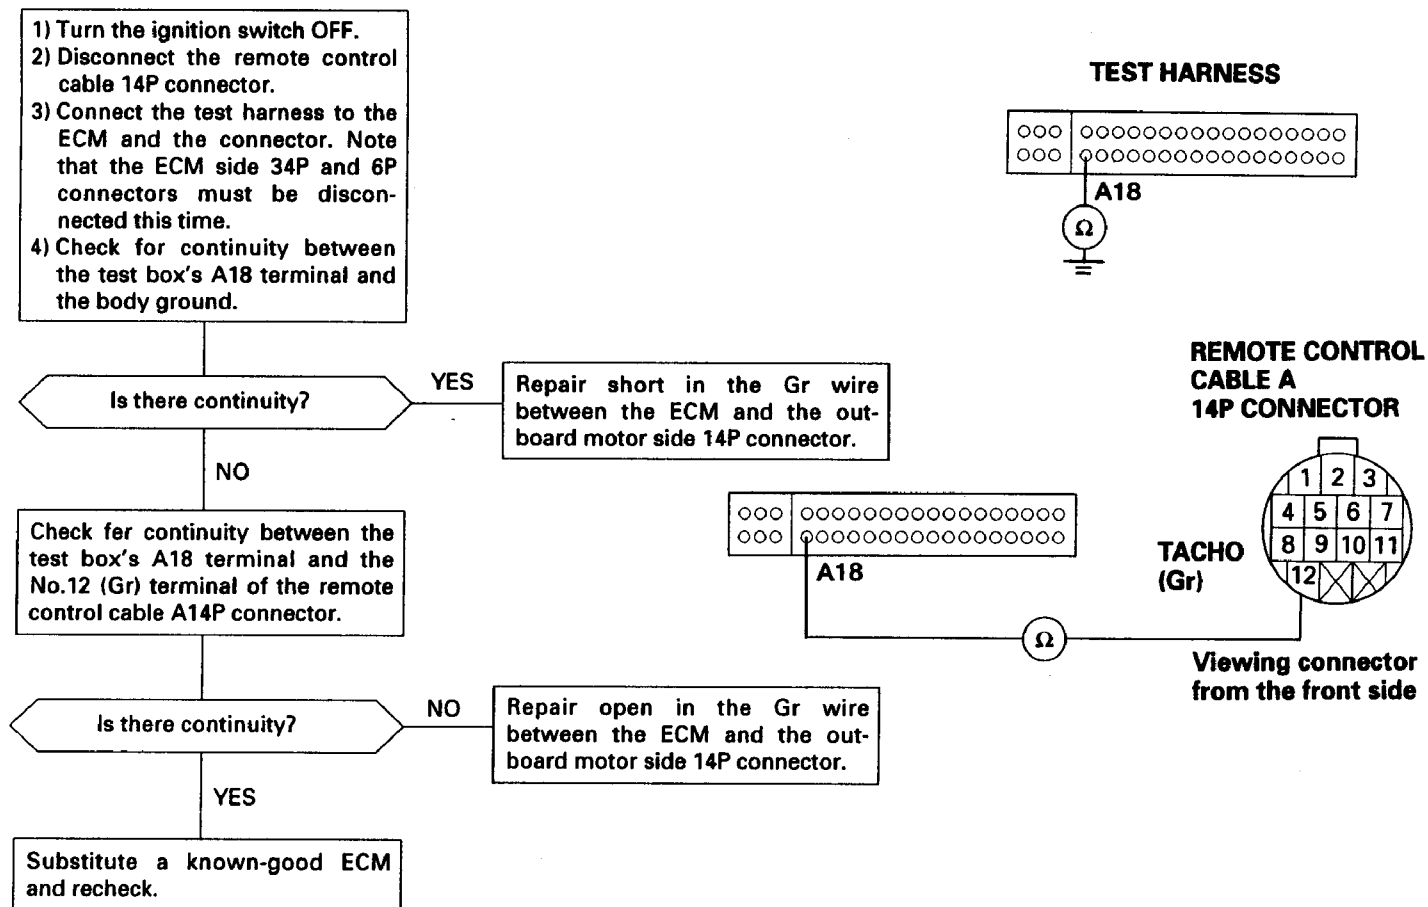 1) Turn the ignition switch OFF.
2) Disconnect the remote control
cable 14P connector.
3) Connect the test harness to the
ECM and the connector. Note
that the ECM side 34P and 6P
connectors must be discon-
nected this time.
4) Check for continuity between
the test box's A18 terminal and
the body ground.
TEST HARNESS
A18
Ω
Is there continuity?
YES
Repair short in the Gr wire
between the ECM and the out-
board motor side 14P connector.
NO
Check fer continuity between the
test box's A18 terminal and the
No.12 (Gr) terminal of the remote
control cable A14P connector.
REMOTE CONTROL
CABLE A
14P CONNECTOR
1 2 3
4 5 6 7
8 9 10 11
12
TACHO
(Gr)
A18
Ω
Viewing connector
from the front side
Is there continuity?
NO
Repair open in the Gr wire
between the ECM and the out-
board motor side 14P connector.
YES
Substitute a known-good ECM
and recheck.